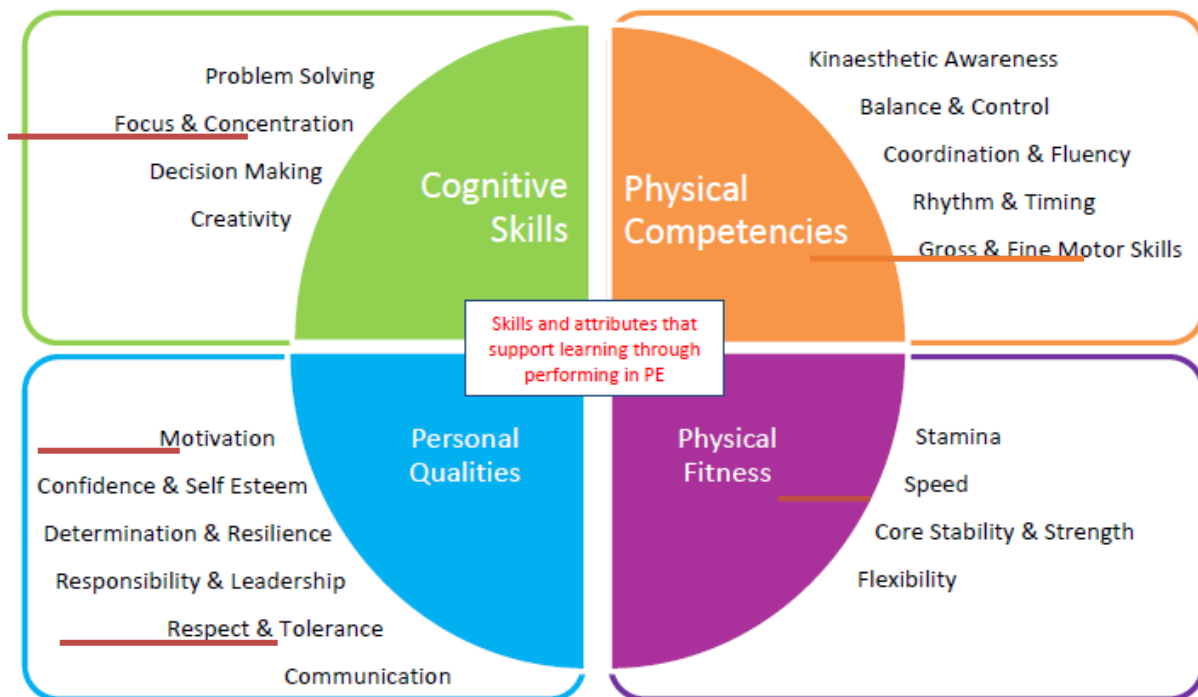 Problem Solving
Focus & Concentration
Decision Making
Creativity
Cognitive
Skills
Physical
Competencies
Kinaesthetic Awareness
Balance & Control
Coordination & Fluency
Rhythm & Timing
Gross & Fine Motor Skills
Skills and attributes that
support learning through
performing in PE
Motivation
Confidence & Self Esteem
Determination & Resilience
Responsibility & Leadership
Respect & Tolerance
Communication
Personal
Qualities
Physical
Fitness
Stamina
Speed
Core Stability & Strength
Flexibility